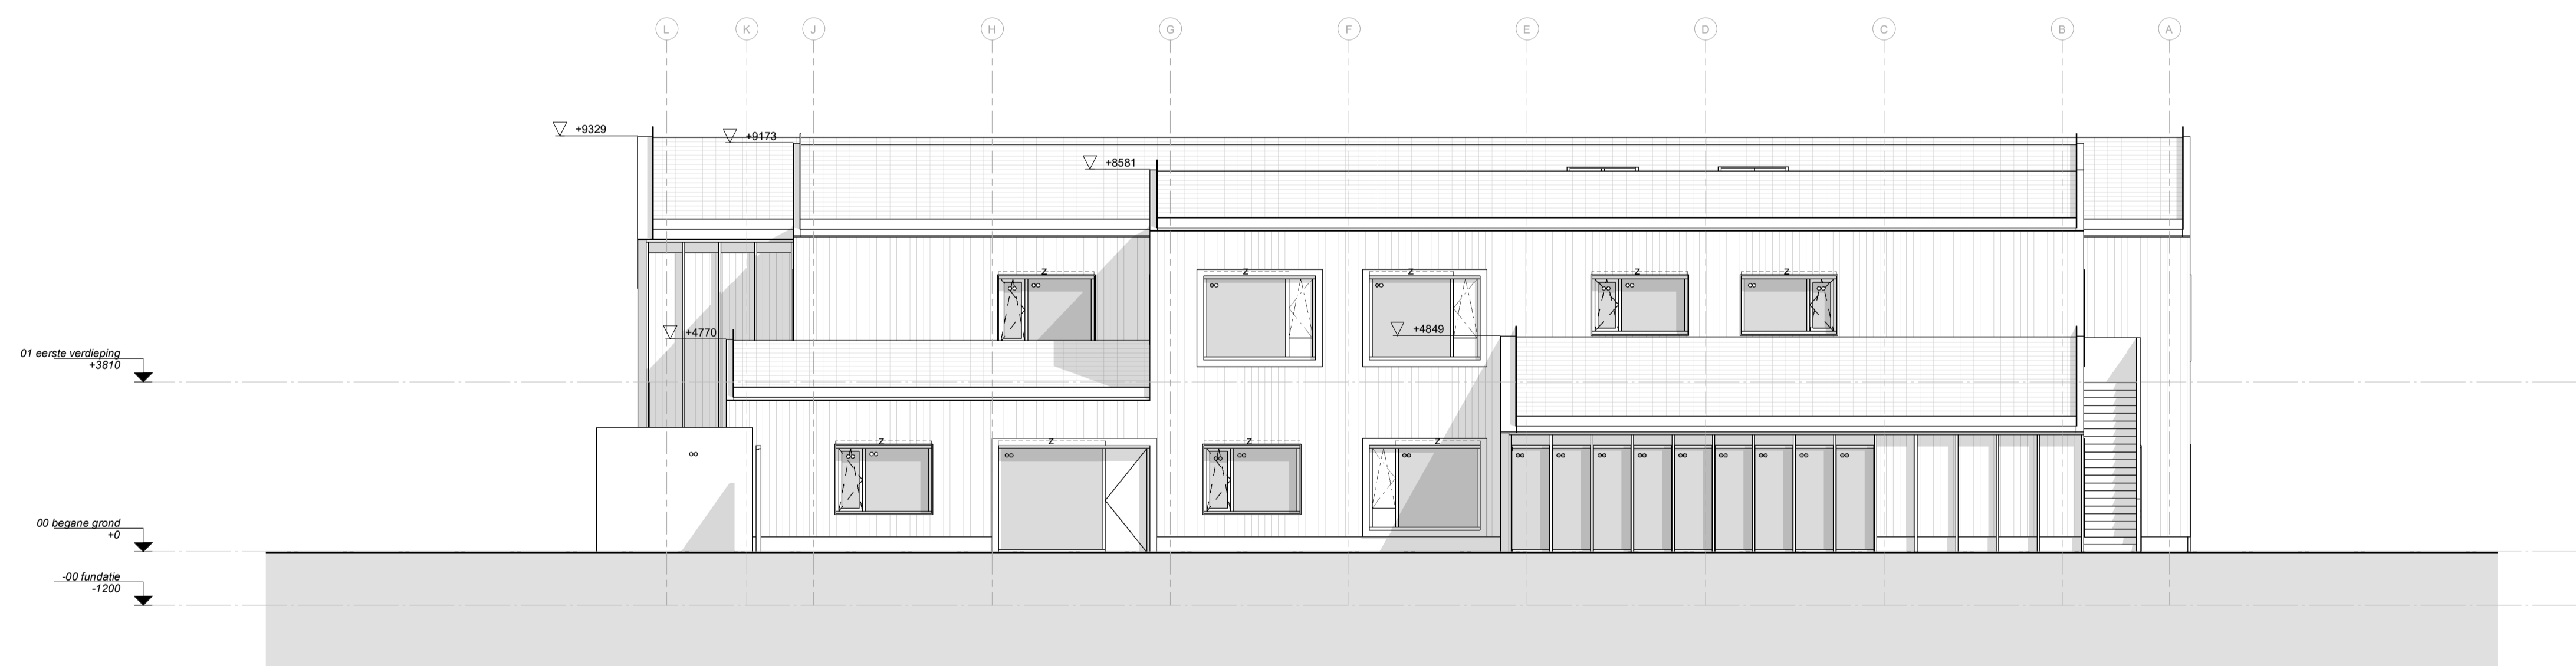 L K J H G F E D C B A
+9329
+9173
+8581
+4770
+4849
Z Z Z Z Z
01 eerste verdieping
+3810
Z Z Z Z
00 begane grond
+0
-00 fundatie
-1200